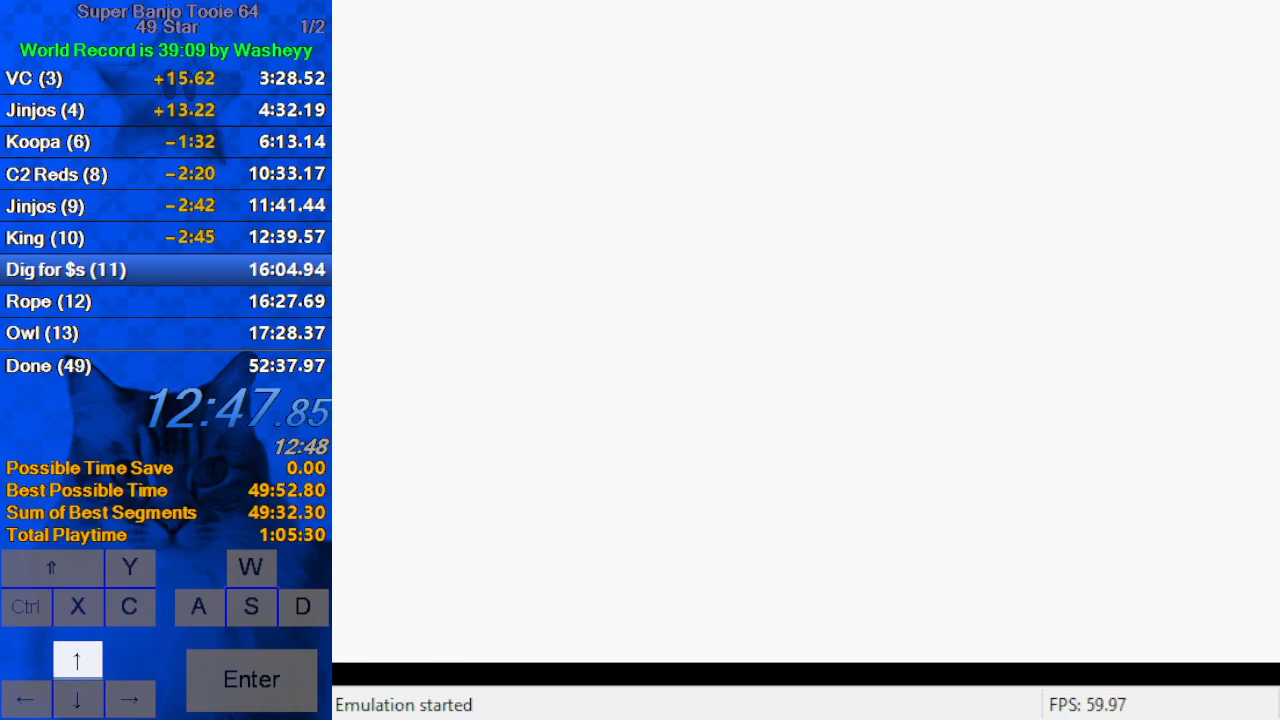 Super Banjo Tooie 64
49 Star 1/2
World Record is 39:09 by Washeyy
VC (3) +15.62 3:28.52
Jinjos (4) +13.22 4:32.19
Koopa (6) −1:32 6:13.14
C2 Reds (8) −2:20 10:33.17
Jinjos (9) −2:42 11:41.44
King (10) −2:45 12:39.57
Dig for $s (11) 16:04.94
Rope (12) 16:27.69
Owl (13) 17:28.37
Done (49) 52:37.97
12:47.85
12:48
Possible Time Save 0.00
Best Possible Time 49:52.80
Sum of Best Segments 49:32.30
Total Playtime 1:05:30
⇧ Y W
Ctrl X C A S D
↑
← ↓ → Enter
Emulation started FPS: 59.97